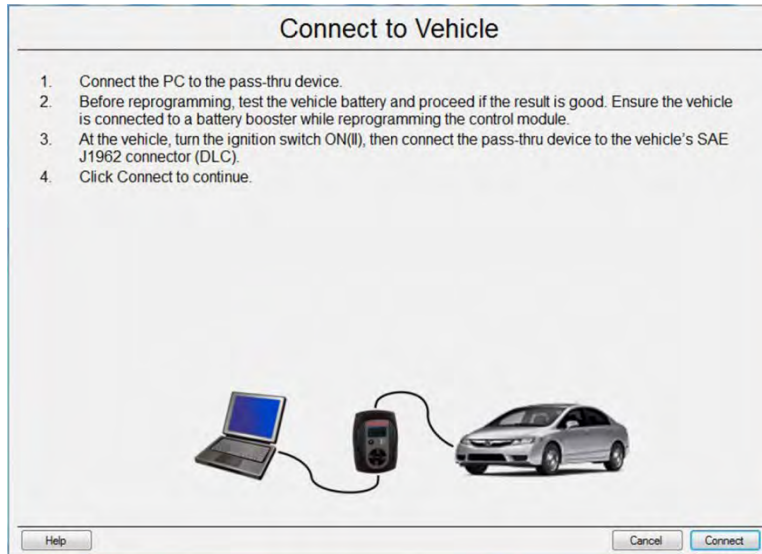 Connect to Vehicle
1. Connect the PC to the pass-thru device.
2. Before reprogramming, test the vehicle battery and proceed if the result is good. Ensure the vehicle
is connected to a battery booster while reprogramming the control module.
3. At the vehicle, turn the ignition switch ON(II), then connect the pass-thru device to the vehicle's SAE
J1962 connector (DLC).
4. Click Connect to continue.
Help Cancel Connect